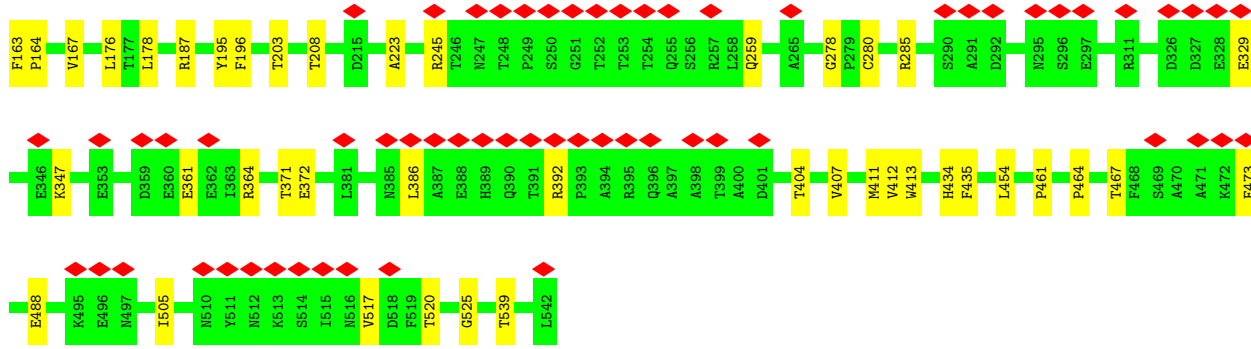 F163 P164 V167 L176 T177 L178 R187 Y195 F196 T203 T208 D215 A223 R245 T246 N247 T248 P249 S250 G251 T252 T253 T254 Q255 S256 R257 L258 Q259 A265 G278 P279 C280 R285 S290 A291 D292 N295 S296 E297 R311 D326 D327 E328 E329
E346 K347 E353 D359 E360 E361 E362 I363 R364 T371 E372 L381 N385 L386 A387 E388 H389 Q390 T391 R392 P393 A394 R395 Q396 A397 A398 T399 A400 D401 T404 V407 M411 V412 W413 H434 F435 L454 P461 P464 T467 F468 S469 A470 A471 K472
E488 K495 E496 N497 I505 N510 Y511 N512 K513 S514 I515 N516 V517 D518 F519 T520 G525 T539 L542